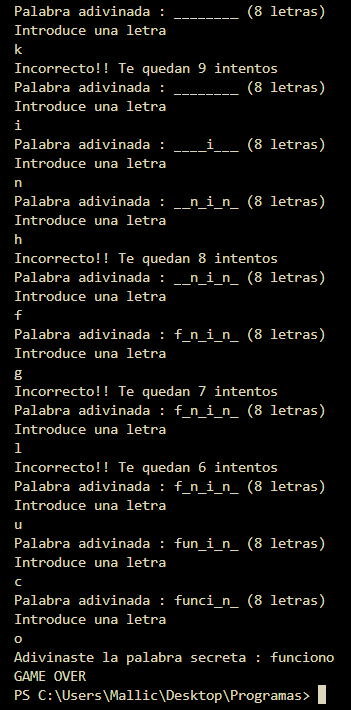 Palabra adivinada : ________ (8 letras)
Introduce una letra
k
Incorrecto!! Te quedan 9 intentos
Palabra adivinada : ________ (8 letras)
Introduce una letra
i
Palabra adivinada : ____i___ (8 letras)
Introduce una letra
n
Palabra adivinada : __n_i_n_ (8 letras)
Introduce una letra
h
Incorrecto!! Te quedan 8 intentos
Palabra adivinada : __n_i_n_ (8 letras)
Introduce una letra
f
Palabra adivinada : f_n_i_n_ (8 letras)
Introduce una letra
g
Incorrecto!! Te quedan 7 intentos
Palabra adivinada : f_n_i_n_ (8 letras)
Introduce una letra
l
Incorrecto!! Te quedan 6 intentos
Palabra adivinada : f_n_i_n_ (8 letras)
Introduce una letra
u
Palabra adivinada : fun_i_n_ (8 letras)
Introduce una letra
c
Palabra adivinada : funci_n_ (8 letras)
Introduce una letra
o
Adivinaste la palabra secreta : funciono
GAME OVER
PS C:\Users\Mallic\Desktop\Programas>